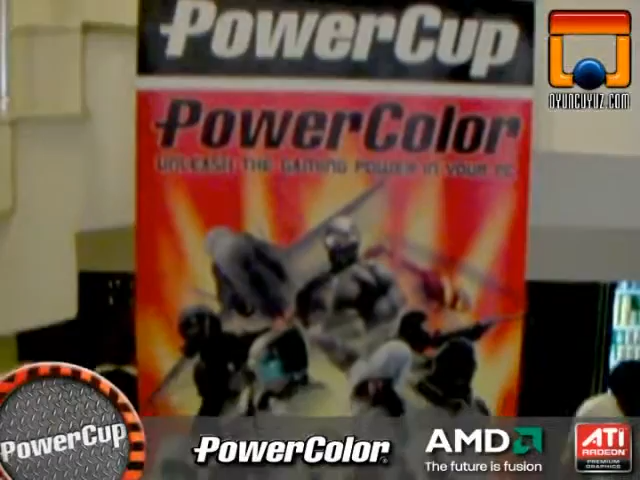 PowerCup
OYUNCUYUZ.COM
PowerColor
UNLEASH THE GAMING POWER IN YOUR PC
PowerCup
PowerColor
AMD
The future is fusion
ATI
RADEON
PREMIUM
GRAPHICS